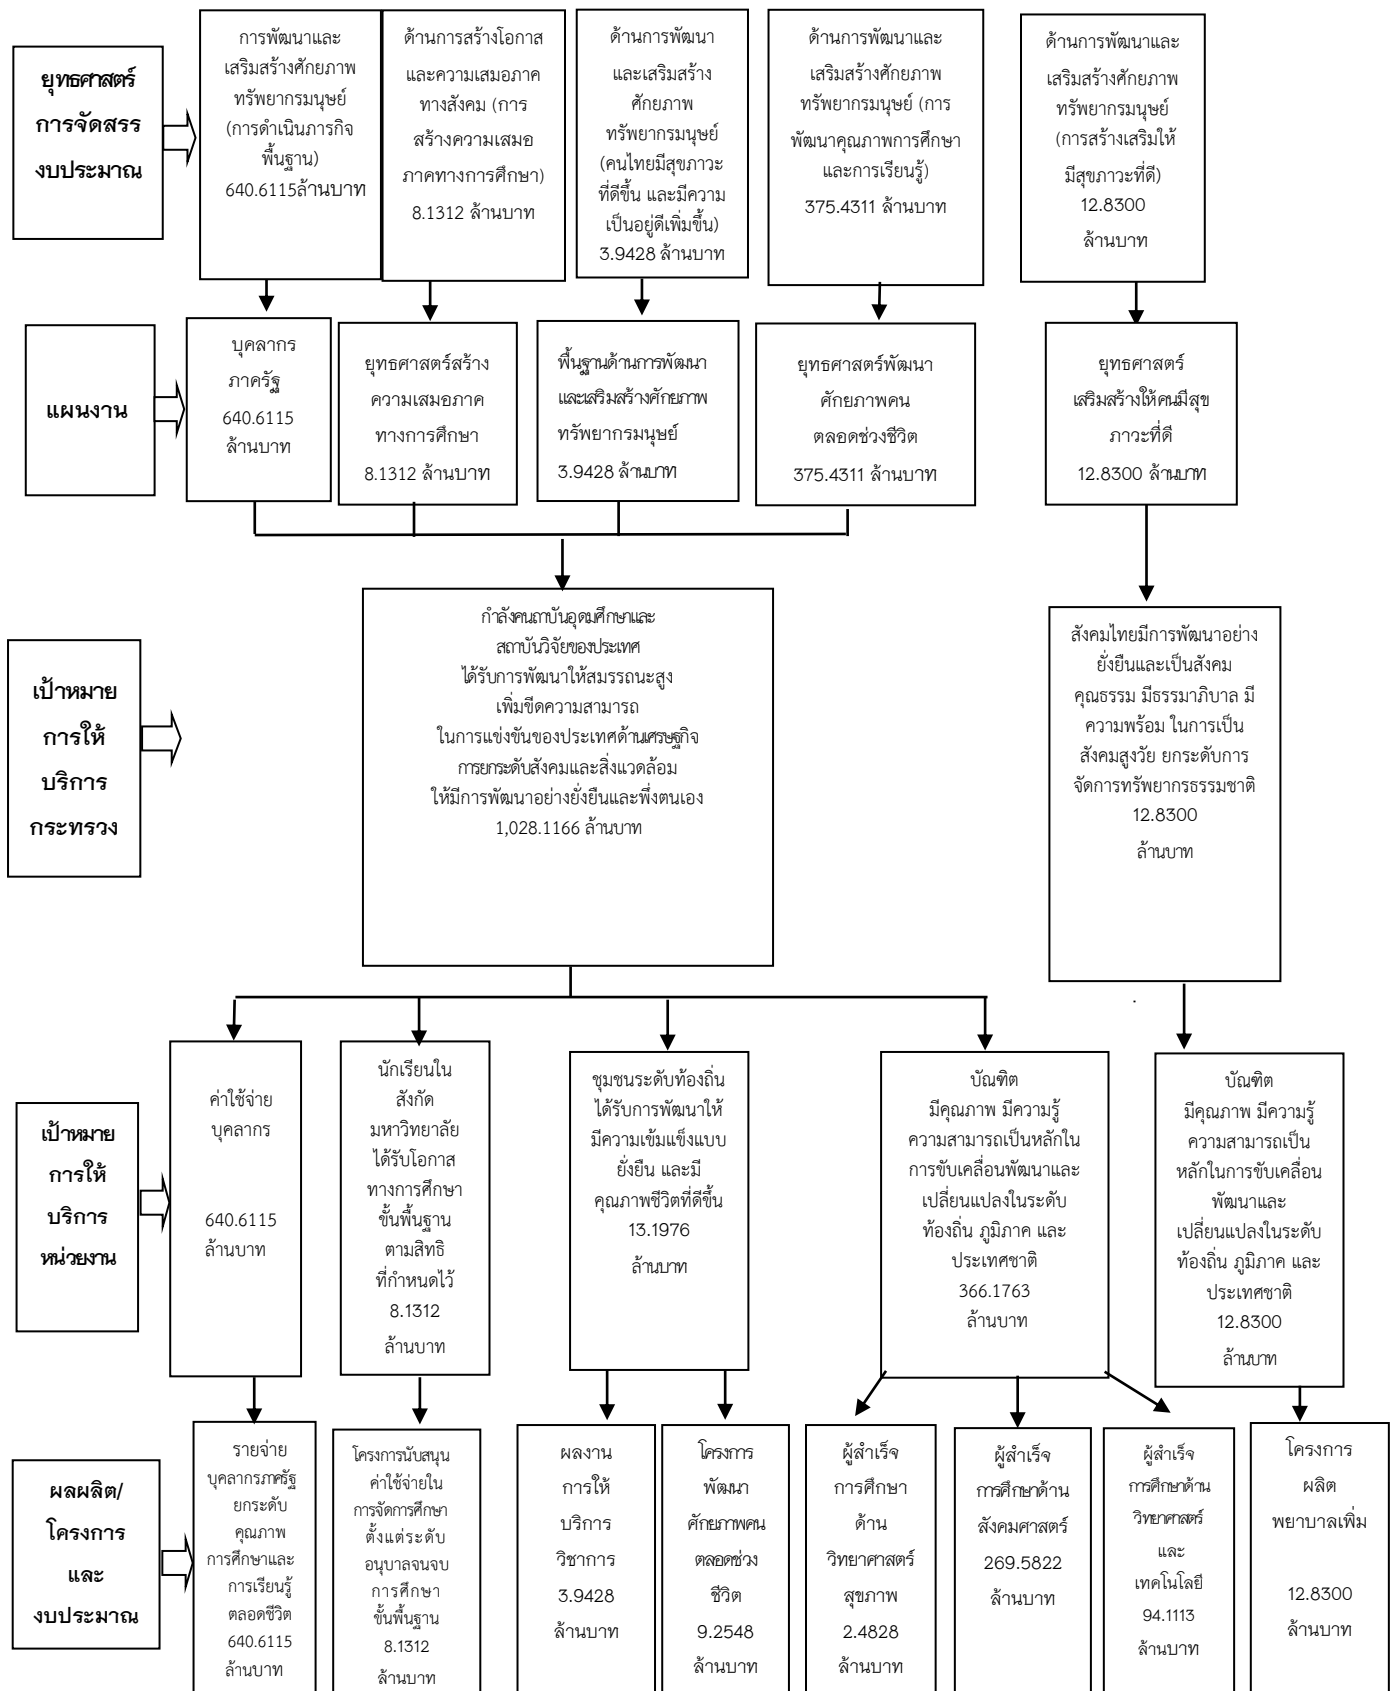 ยุทธศาสตร์
การจัดสรร
งบประมาณ
การพัฒนาและ
เสริมสร้างศักยภาพ
ทรัพยากรมนุษย์
(การดำเนินภารกิจ
พื้นฐาน)
640.6115ล้านบาท
ด้านการสร้างโอกาส
และความเสมอภาค
ทางสังคม (การ
สร้างความเสมอ
ภาคทางการศึกษา)
8.1312 ล้านบาท
ด้านการพัฒนา
และเสริมสร้าง
ศักยภาพ
ทรัพยากรมนุษย์
(คนไทยมีสุขภาวะ
ที่ดีขึ้น และมีความ
เป็นอยู่ดีเพิ่มขึ้น)
3.9428 ล้านบาท
ด้านการพัฒนาและ
เสริมสร้างศักยภาพ
ทรัพยากรมนุษย์ (การ
พัฒนาคุณภาพการศึกษา
และการเรียนรู้)
375.4311 ล้านบาท
ด้านการพัฒนาและ
เสริมสร้างศักยภาพ
ทรัพยากรมนุษย์
(การสร้างเสริมให้
มีสุขภาวะที่ดี)
12.8300
ล้านบาท
แผนงาน
บุคลากร
ภาครัฐ
640.6115
ล้านบาท
ยุทธศาสตร์สร้าง
ความเสมอภาค
ทางการศึกษา
8.1312 ล้านบาท
พื้นฐานด้านการพัฒนา
และเสริมสร้างศักยภาพ
ทรัพยากรมนุษย์
3.9428 ล้านบาท
ยุทธศาสตร์พัฒนา
ศักยภาพคน
ตลอดช่วงชีวิต
375.4311 ล้านบาท
ยุทธศาสตร์
เสริมสร้างให้คนมีสุข
ภาวะที่ดี
12.8300 ล้านบาท
เป้าหมาย
การให้
บริการ
กระทรวง
กำลังคนถาบันอุดมศึกษาและ
สถาบันวิจัยของประเทศ
ได้รับการพัฒนาให้สมรรถนะสูง
เพิ่มขีดความสามารถ
ในการแข่งขันของประเทศด้านเศรษฐกิจ
การยกระดับสังคมและสิ่งแวดล้อม
ให้มีการพัฒนาอย่างยั่งยืนและพึ่งตนเอง
1,028.1166 ล้านบาท
สังคมไทยมีการพัฒนาอย่าง
ยั่งยืนและเป็นสังคม
คุณธรรม มีธรรมาภิบาล มี
ความพร้อม ในการเป็น
สังคมสูงวัย ยกระดับการ
จัดการทรัพยากรธรรมชาติ
12.8300
ล้านบาท
เป้าหมาย
การให้
บริการ
หน่วยงาน
ค่าใช้จ่าย
บุคลากร
640.6115
ล้านบาท
นักเรียนใน
สังกัด
มหาวิทยาลัย
ได้รับโอกาส
ทางการศึกษา
ขั้นพื้นฐาน
ตามสิทธิ
ที่กำหนดไว้
8.1312
ล้านบาท
ชุมชนระดับท้องถิ่น
ได้รับการพัฒนาให้
มีความเข้มแข็งแบบ
ยั่งยืน และมี
คุณภาพชีวิตที่ดีขึ้น
13.1976
ล้านบาท
บัณฑิต
มีคุณภาพ มีความรู้
ความสามารถเป็นหลักใน
การขับเคลื่อนพัฒนาและ
เปลี่ยนแปลงในระดับ
ท้องถิ่น ภูมิภาค และ
ประเทศชาติ
366.1763
ล้านบาท
บัณฑิต
มีคุณภาพ มีความรู้
ความสามารถเป็น
หลักในการขับเคลื่อน
พัฒนาและ
เปลี่ยนแปลงในระดับ
ท้องถิ่น ภูมิภาค และ
ประเทศชาติ
12.8300
ล้านบาท
ผลผลิต/
โครงการ
และ
งบประมาณ
รายจ่าย
บุคลากรภาครัฐ
ยกระดับ
คุณภาพ
การศึกษาและ
การเรียนรู้
ตลอดชีวิต
640.6115
ล้านบาท
โครงการนับสนุน
ค่าใช้จ่ายใน
การจัดการศึกษา
ตั้งแต่ระดับ
อนุบาลจนจบ
การศึกษา
ขั้นพื้นฐาน
8.1312
ล้านบาท
ผลงาน
การให้
บริการ
วิชาการ
3.9428
ล้านบาท
โครงการ
พัฒนา
ศักยภาพคน
ตลอดช่วง
ชีวิต
9.2548
ล้านบาท
ผู้สำเร็จ
การศึกษา
ด้าน
วิทยาศาสตร์
สุขภาพ
2.4828
ล้านบาท
ผู้สำเร็จ
การศึกษาด้าน
สังคมศาสตร์
269.5822
ล้านบาท
ผู้สำเร็จ
การศึกษาด้าน
วิทยาศาสตร์
และ
เทคโนโลยี
94.1113
ล้านบาท
โครงการ
ผลิต
พยาบาลเพิ่ม
12.8300
ล้านบาท